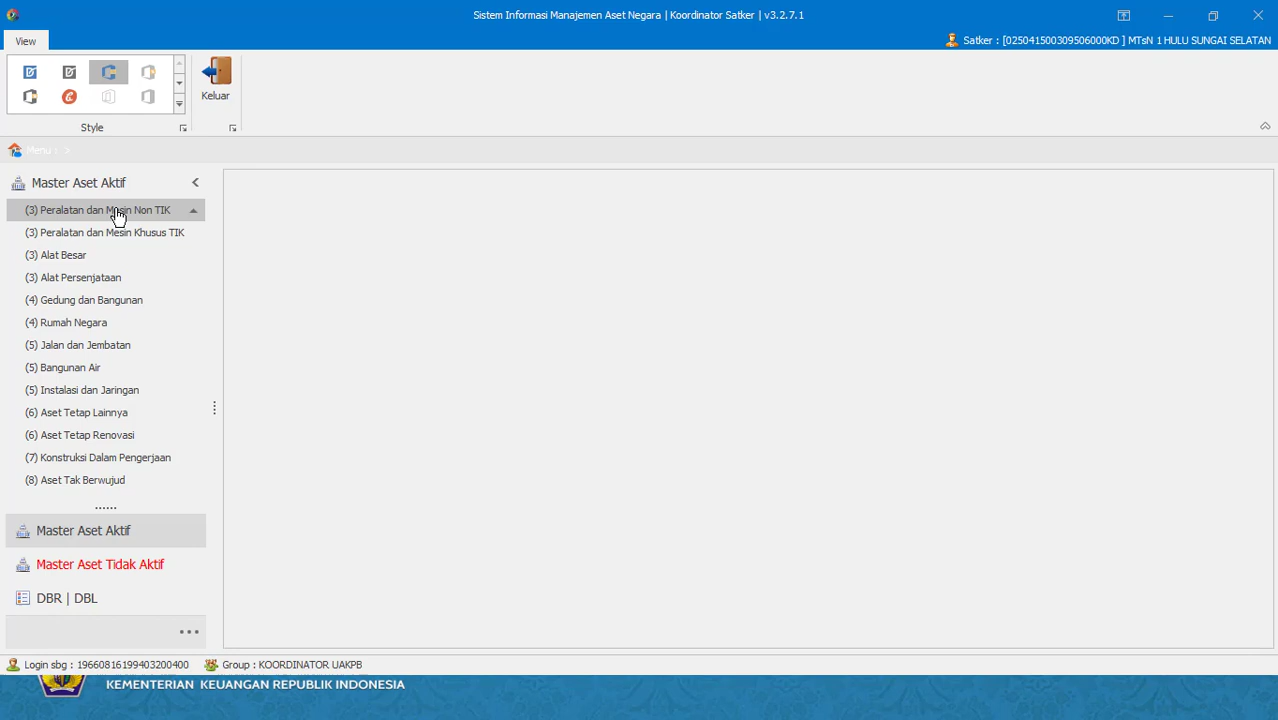 Sistem Informasi Manajemen Aset Negara | Koordinator Satker | v3.2.7.1
View
Satker : [025041500309506000KD ] MTsN 1 HULU SUNGAI SELATAN
Keluar
Style
Menu : >
Master Aset Aktif
(3) Peralatan dan Mesin Non TIK
(3) Peralatan dan Mesin Khusus TIK
(3) Alat Besar
(3) Alat Persenjataan
(4) Gedung dan Bangunan
(4) Rumah Negara
(5) Jalan dan Jembatan
(5) Bangunan Air
(5) Instalasi dan Jaringan
(6) Aset Tetap Lainnya
(6) Aset Tetap Renovasi
(7) Konstruksi Dalam Pengerjaan
(8) Aset Tak Berwujud
Master Aset Aktif
Master Aset Tidak Aktif
DBR | DBL
Login sbg : 19660816199403200400
Group : KOORDINATOR UAKPB
KEMENTERIAN KEUANGAN REPUBLIK INDONESIA